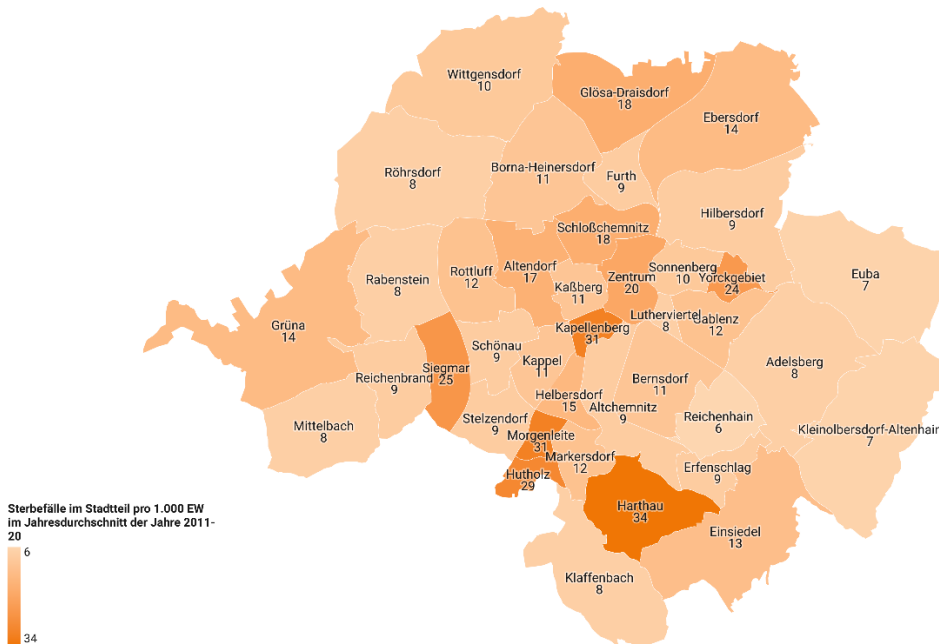 Wittgensdorf
10
Glösa-Draisdorf
18
Ebersdorf
14
Röhrsdorf
8
Borna-Heinersdorf
11
Furth
9
Hilbersdorf
9
Schloßchemnitz
18
Rabenstein
8
Rottluff
12
Altendorf
17
Kaßberg
11
Zentrum
20
Sonnenberg
10
Yorckgebiet
24
Euba
7
Grüna
14
Kapellenberg
31
Lutherviertel
8
Gablenz
12
Schönau
9
Siegmar
25
Reichenbrand
9
Kappel
11
Adelsberg
8
Helbersdorf
15
Bernsdorf
11
Altchemnitz
9
Reichenhain
6
Mittelbach
8
Stelzendorf
9
Kleinolbersdorf-Altenhain
7
Morgenleite
31
Markersdorf
12
Hutholz
29
Erfenschlag
9
Harthau
34
Einsiedel
13
Klaffenbach
8
Sterbefälle im Stadtteil pro 1.000 EW
im Jahresdurchschnitt der Jahre 2011-
20
6
34